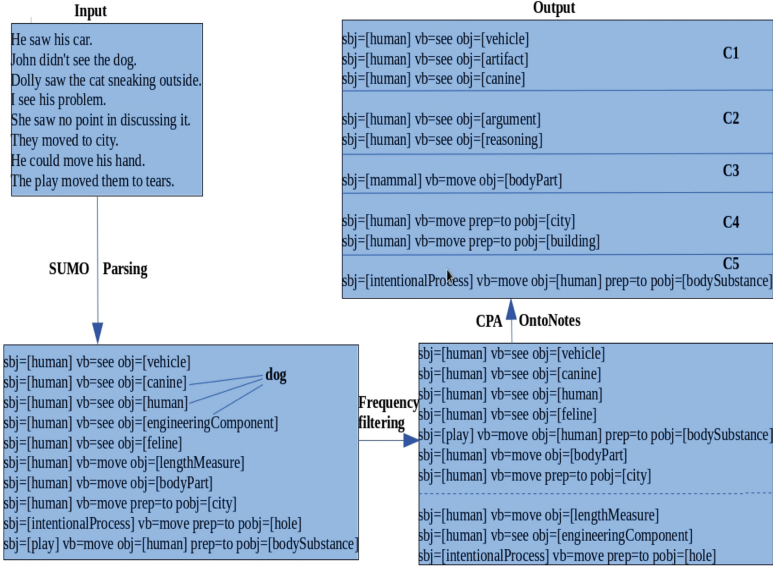 Input
He saw his car.
John didn't see the dog.
Dolly saw the cat sneaking outside.
I see his problem.
She saw no point in discussing it.
They moved to city.
He could move his hand.
The play moved them to tears.
SUMO Parsing
sbj=[human] vb=see obj=[vehicle]
sbj=[human] vb=see obj=[canine]
sbj=[human] vb=see obj=[human]
sbj=[human] vb=see obj=[engineeringComponent]
sbj=[human] vb=see obj=[feline]
sbj=[human] vb=move obj=[lengthMeasure]
sbj=[human] vb=move obj=[bodyPart]
sbj=[human] vb=move prep=to pobj=[city]
sbj=[intentionalProcess] vb=move prep=to pobj=[hole]
sbj=[play] vb=move obj=[human] prep=to pobj=[bodySubstance]
dog
Frequency
filtering
sbj=[human] vb=see obj=[vehicle]
sbj=[human] vb=see obj=[canine]
sbj=[human] vb=see obj=[human]
sbj=[human] vb=see obj=[feline]
sbj=[play] vb=move obj=[human] prep=to pobj=[bodySubstance]
sbj=[human] vb=move obj=[bodyPart]
sbj=[human] vb=move prep=to pobj=[city]
sbj=[human] vb=move obj=[lengthMeasure]
sbj=[human] vb=see obj=[engineeringComponent]
sbj=[intentionalProcess] vb=move prep=to pobj=[hole]
CPA OntoNotes
Output
sbj=[human] vb=see obj=[vehicle]
sbj=[human] vb=see obj=[artifact]
sbj=[human] vb=see obj=[canine]
C1
sbj=[human] vb=see obj=[argument]
sbj=[human] vb=see obj=[reasoning]
C2
sbj=[mammal] vb=move obj=[bodyPart]
C3
sbj=[human] vb=move prep=to pobj=[city]
sbj=[human] vb=move prep=to pobj=[building]
C4
C5
sbj=[intentionalProcess] vb=move obj=[human] prep=to pobj=[bodySubstance]